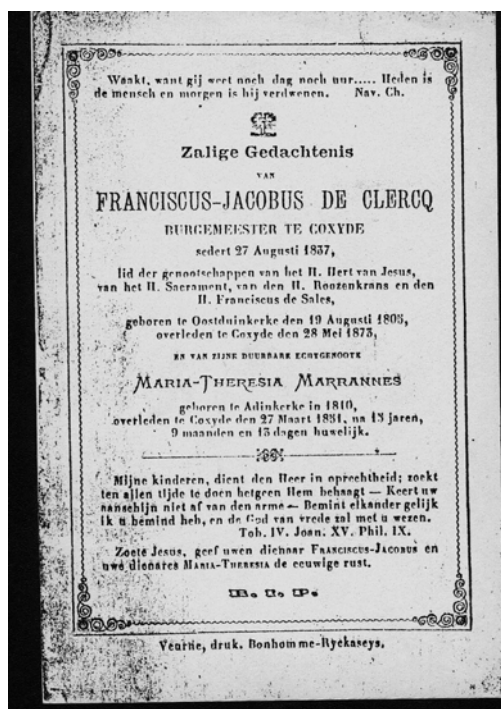 Waakt, want gij weet noch dag noch uur..... Heden is
de mensch en morgen is hij verdwenen. Nav. Ch.
Zalige Gedachtenis
VAN
FRANCISCUS-JACOBUS DE CLERCQ
BURGEMEESTER TE COXYDE
sedert 27 Augusti 1837,
lid der genootschappen van het H. Hert van Jesus,
van het H. Sacrament, van den H. Roozenkrans en den
H. Franciscus de Sales,
geboren te Oostduinkerke den 19 Augusti 1803,
overleden te Coxyde den 28 Mei 1873,
EN VAN ZIJNE DUURBARE ECHTGENOOTE
MARIA-THERESIA MARRANNES
geboren te Adinkerke in 1810,
overleden te Coxyde den 27 Maart 1851, na 13 jaren,
9 maanden en 13 dagen huwelijk.
Mijne kinderen, dient den Heer in oprechtheid; zoekt
ten allen tijde te doen hetgeen Hem behaagt — Keert uw
aanschijn niet af van den arme — Bemint elkander gelijk
ik u bemind heb, en de God van vrede zal met u wezen.
Tob. IV. Joan. XV. Phil. IX.
Zoete Jesus, geef uwen dienaar FRANCISCUS-JACOBUS en
uwe dienares MARIA-THERESIA de eeuwige rust.
R. I. P.
Veurne, druk. Bonhomme-Ryckaseys.